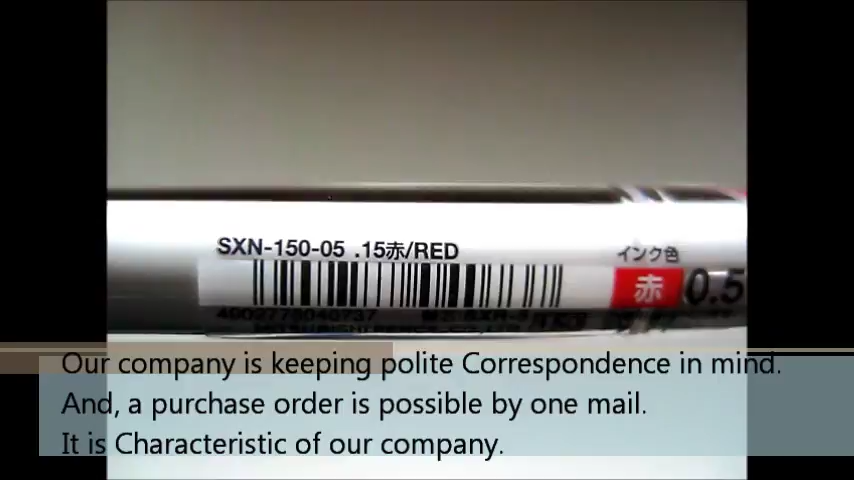 SXN-150-05 .15赤/RED
インク色
赤 0.5
Our company is keeping polite Correspondence in mind.
And, a purchase order is possible by one mail.
It is Characteristic of our company.